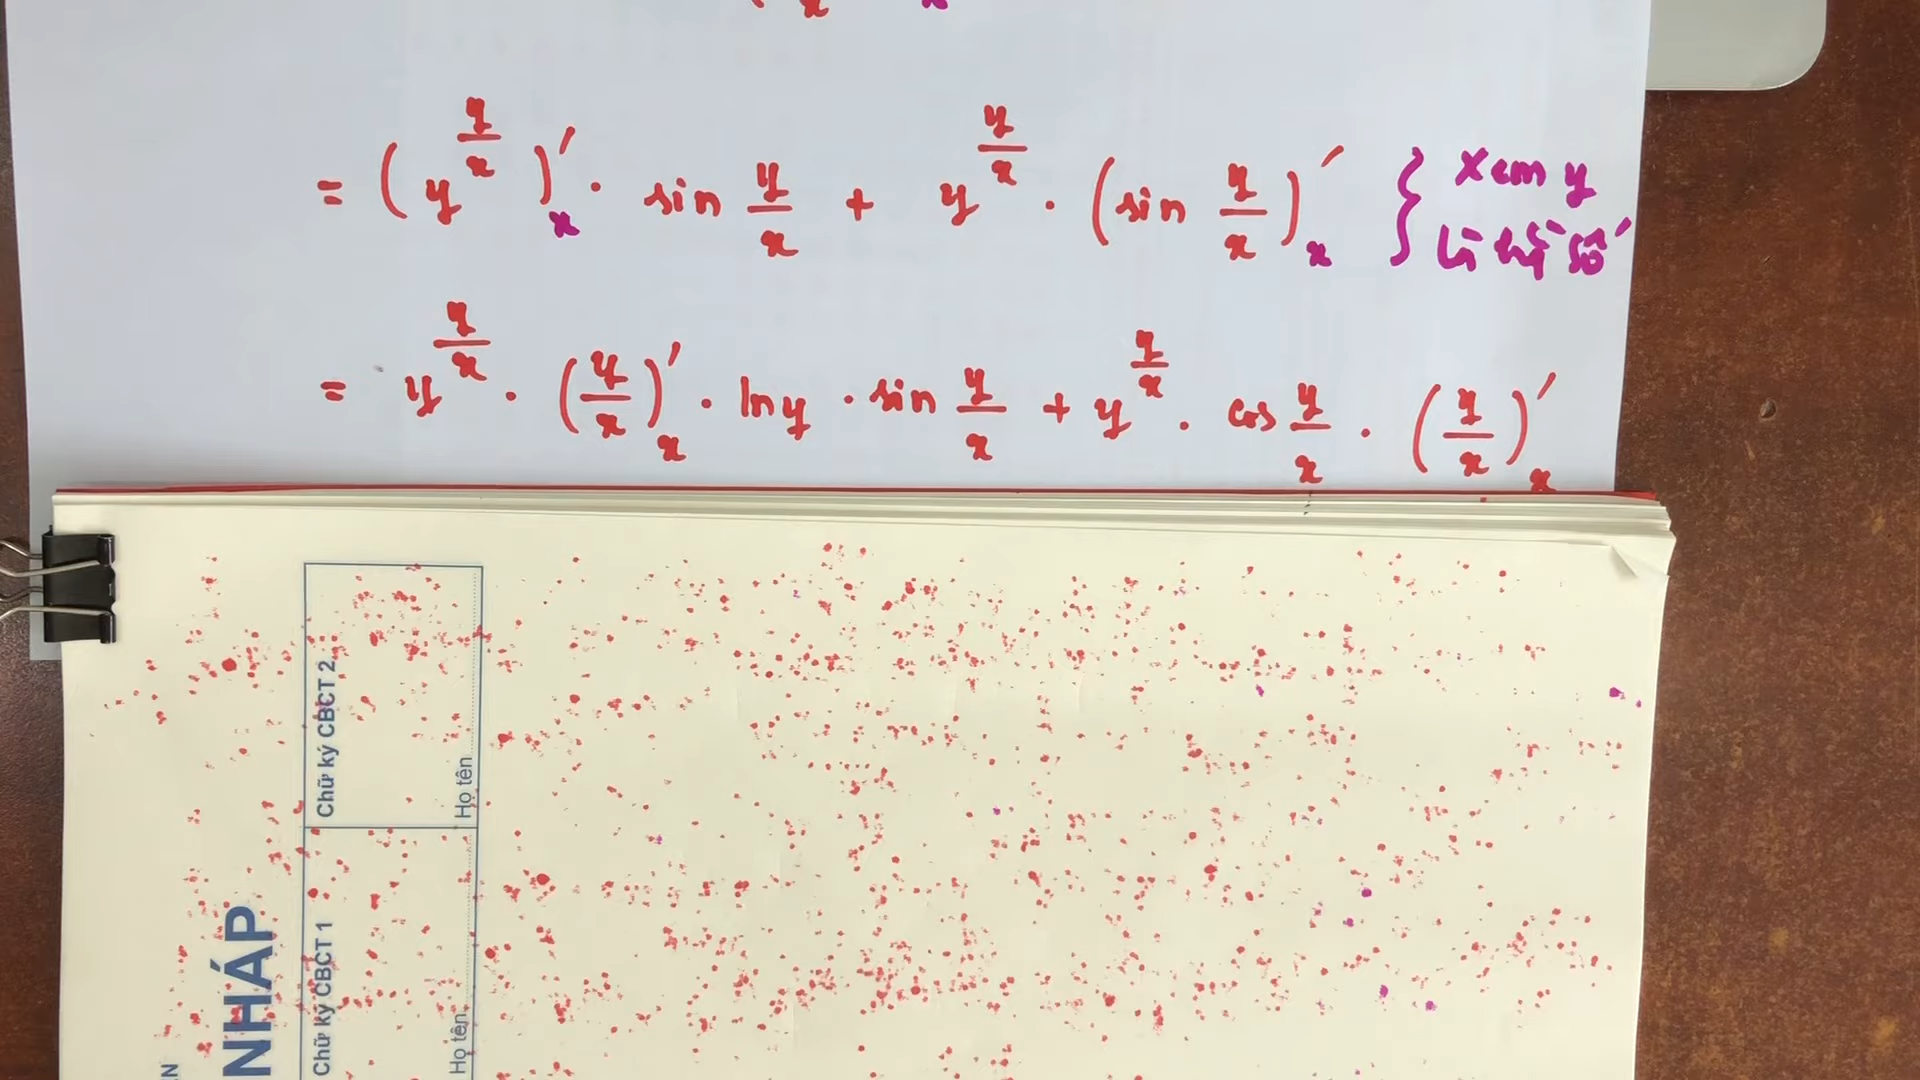 = (y^{y/x})'_x · sin y/x + y^{y/x} · (sin y/x)'_x } xem y
là hệ số
= y^{y/x} · (y/x)'_x · ln y · sin y/x + y^{y/x} · cos y/x · (y/x)'_x
Chữ ký CBCT 2
Họ tên
Chữ ký CBCT 1
Họ tên
NHÁP